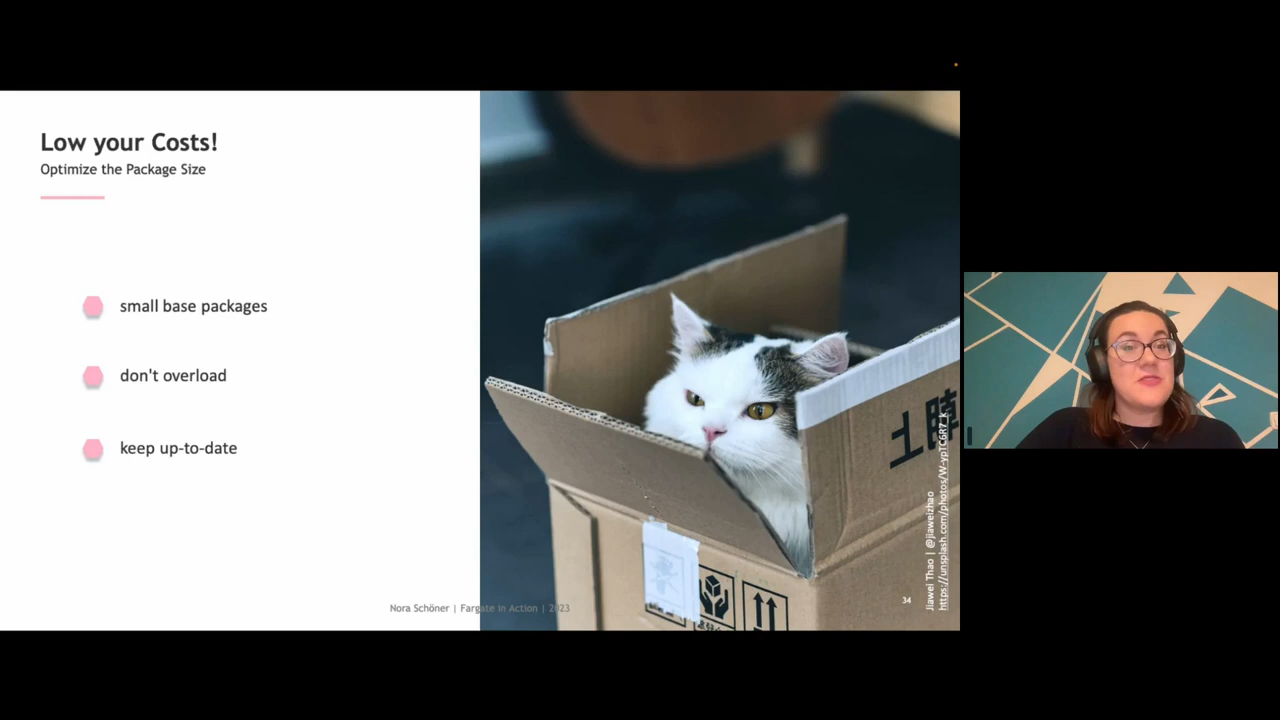 Low your Costs!
Optimize the Package Size
small base packages
don't overload
keep up-to-date
Nora Schöner | Fargate in Action | 2023
34
Jiawei Thao | @jiaweizhao
https://unsplash.com/photos/W-ypTC6R7_k